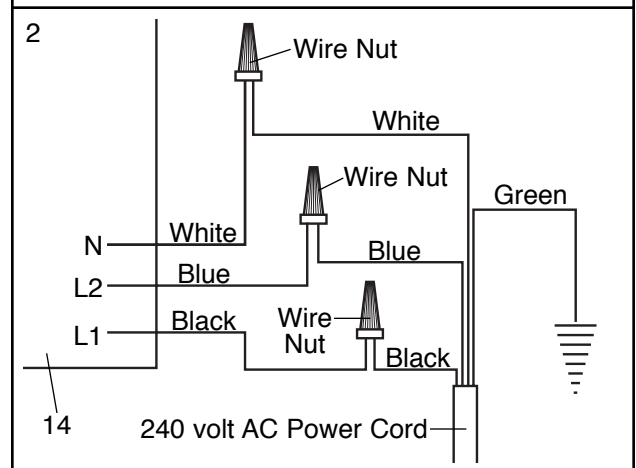 2
Wire Nut
White
Wire Nut
Green
N
White
Blue
L2
Blue
L1
Black
Wire
Nut
Black
14
240 volt AC Power Cord